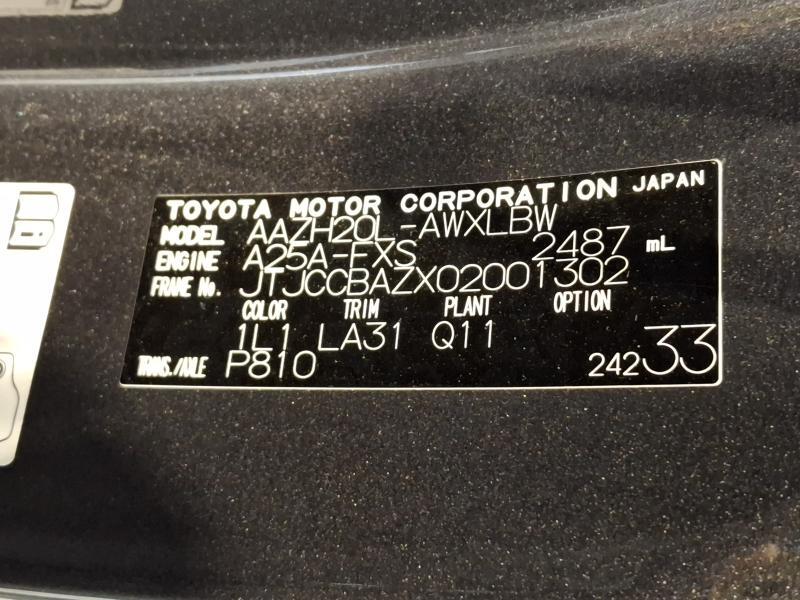 TOYOTA MOTOR CORPORATION JAPAN
MODEL AAZH20L-AWXLBW
ENGINE A25A-FXS 2487 mL
FRAME No. JTJCCBAZX02001302
COLOR TRIM PLANT OPTION
1L1 LA31 Q11
TRANS./AXLE P810 24233